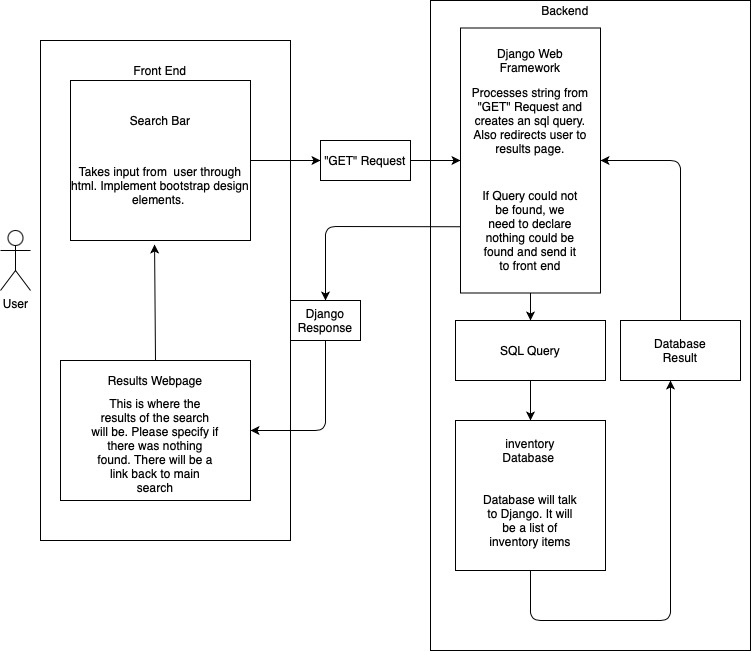 Backend
Front End
Search Bar
Takes input from  user through
html. Implement bootstrap design
elements.
"GET" Request
Django Web
Framework
Processes string from
"GET" Request and
creates an sql query.
Also redirects user to
results page.
If Query could not
be found, we
need to declare
nothing could be
found and send it
to front end
User
Django
Response
SQL Query
Database
Result
Results Webpage
This is where the
results of the search
will be. Please specify if
there was nothing
found. There will be a
link back to main
search
inventory
Database
Database will talk
to Django. It will
be a list of
inventory items